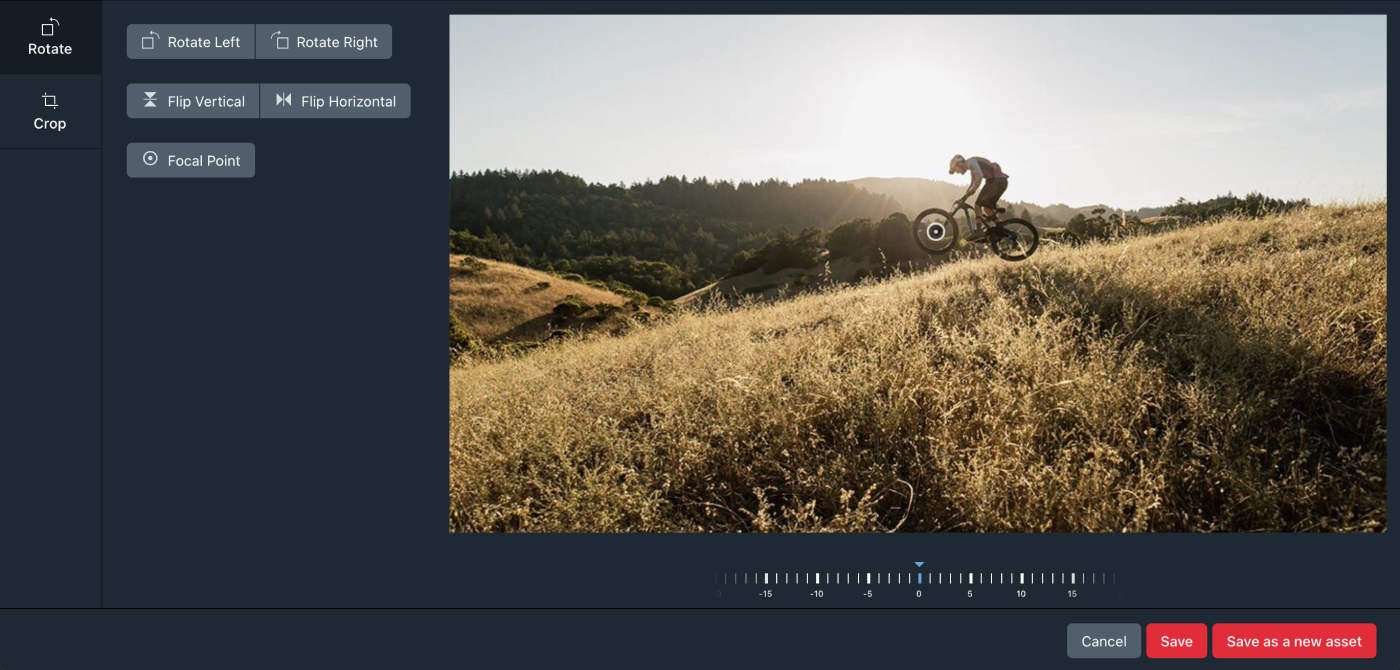 Rotate
Crop
Rotate Left Rotate Right
Flip Vertical Flip Horizontal
Focal Point
-15 -10 -5 0 5 10 15
Cancel Save Save as a new asset